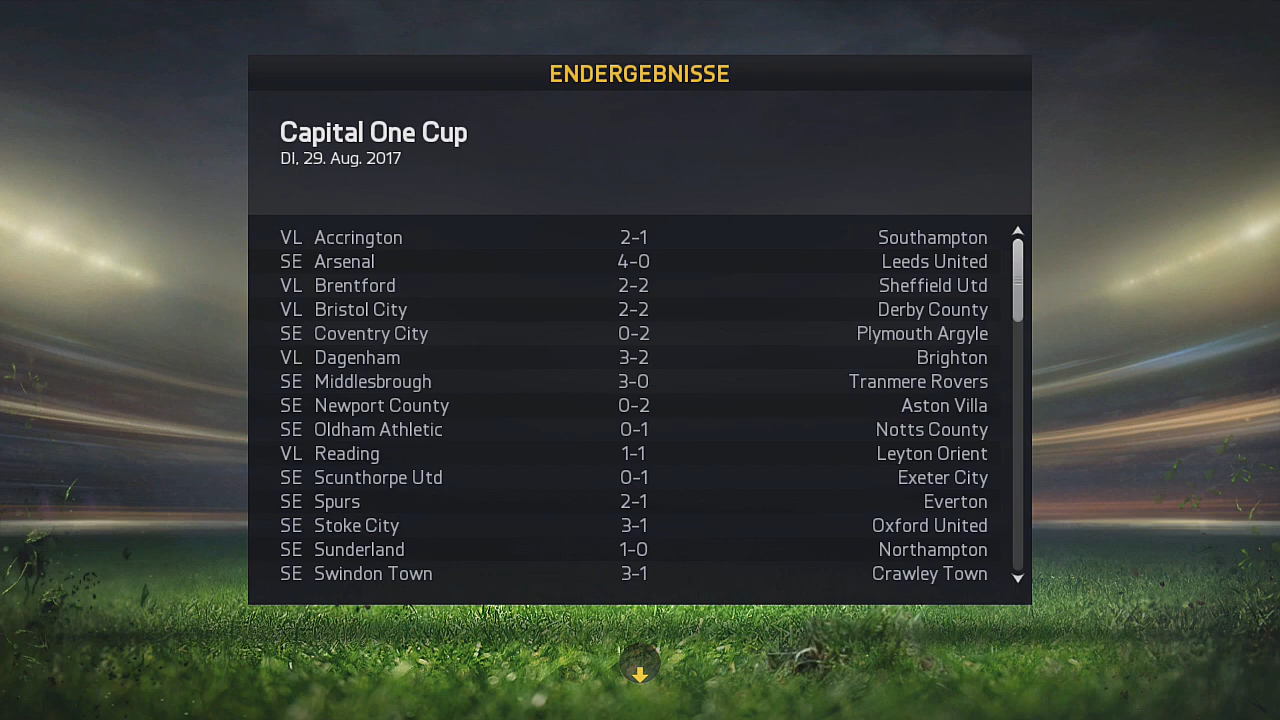 ENDERGEBNISSE
Capital One Cup
DI, 29. Aug. 2017
VL Accrington 2-1 Southampton
SE Arsenal 4-0 Leeds United
VL Brentford 2-2 Sheffield Utd
VL Bristol City 2-2 Derby County
SE Coventry City 0-2 Plymouth Argyle
VL Dagenham 3-2 Brighton
SE Middlesbrough 3-0 Tranmere Rovers
SE Newport County 0-2 Aston Villa
SE Oldham Athletic 0-1 Notts County
VL Reading 1-1 Leyton Orient
SE Scunthorpe Utd 0-1 Exeter City
SE Spurs 2-1 Everton
SE Stoke City 3-1 Oxford United
SE Sunderland 1-0 Northampton
SE Swindon Town 3-1 Crawley Town